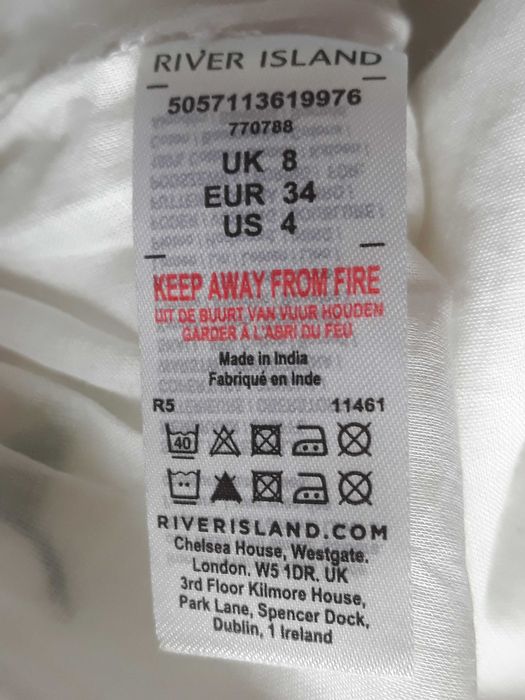 RIVER ISLAND
5057113619976
770788
UK 8
EUR 34
US 4
KEEP AWAY FROM FIRE
UIT DE BUURT VAN VUUR HOUDEN
GARDER À L'ABRI DU FEU
Made in India
Fabriqué en Inde
R5 11461
40
RIVERISLAND.COM
Chelsea House, Westgate.
London. W5 1DR. UK
3rd Floor Kilmore House,
Park Lane, Spencer Dock,
Dublin, 1 Ireland